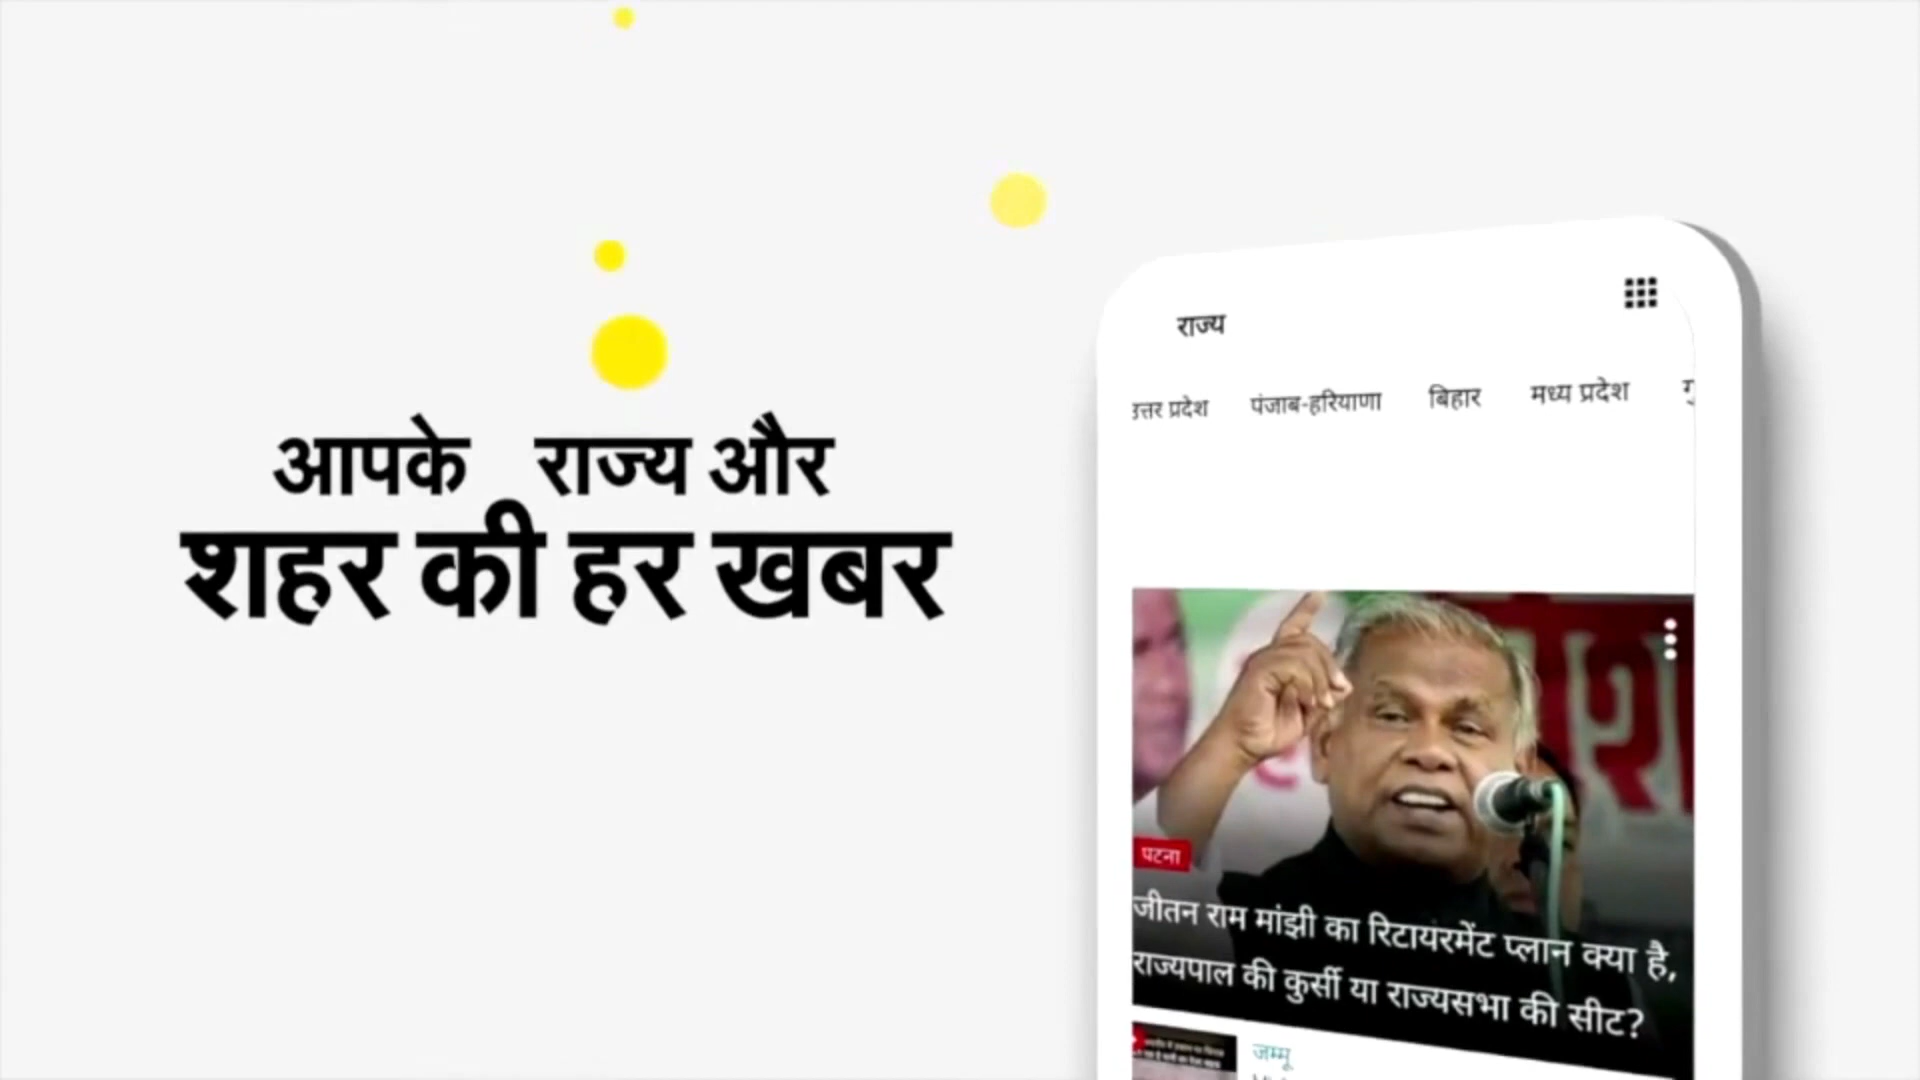 आपके राज्य और
शहर की हर खबर
राज्य
उत्तर प्रदेश पंजाब-हरियाणा बिहार मध्य प्रदेश
पटना
जीतन राम मांझी का रिटायरमेंट प्लान क्या है,
राज्यपाल की कुर्सी या राज्यसभा की सीट?
जम्मू